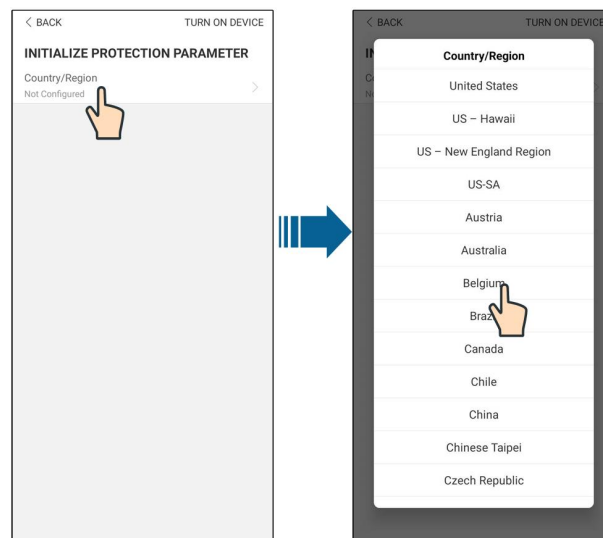 < BACK TURN ON DEVICE
INITIALIZE PROTECTION PARAMETER
Country/Region
Not Configured
< BACK TURN ON DEVICE
Country/Region
United States
US – Hawaii
US – New England Region
US-SA
Austria
Australia
Belgium
Canada
Chile
China
Chinese Taipei
Czech Republic